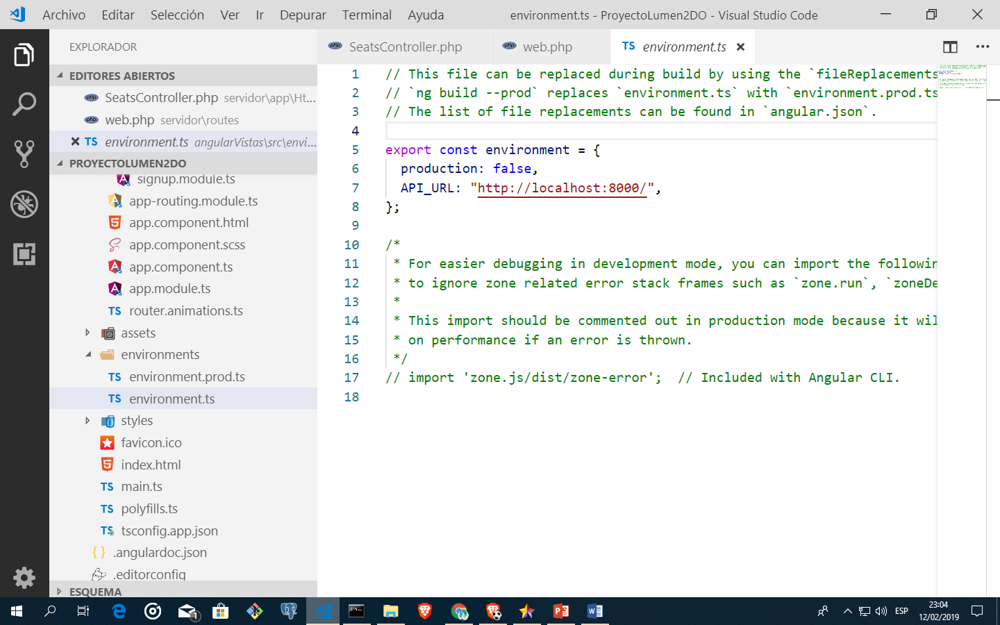 Archivo Editar Selección Ver Ir Depurar Terminal Ayuda environment.ts - ProyectoLumen2DO - Visual Studio Code
EXPLORADOR
EDITORES ABIERTOS
php SeatsController.php servidor\app\Ht...
php web.php servidor\routes
TS environment.ts angularVistas\src\envi...
PROYECTOLUMEN2DO
signup.module.ts
app-routing.module.ts
app.component.html
app.component.scss
app.component.ts
app.module.ts
TS router.animations.ts
assets
environments
TS environment.prod.ts
TS environment.ts
styles
favicon.ico
index.html
TS main.ts
TS polyfills.ts
TS tsconfig.app.json
{ } .angulardoc.json
.editorconfig
ESQUEMA
php SeatsController.php php web.php TS environment.ts
1 // This file can be replaced during build by using the `fileReplacements
2 // `ng build --prod` replaces `environment.ts` with `environment.prod.ts
3 // The list of file replacements can be found in `angular.json`.
4
5 export const environment = {
6 production: false,
7 API_URL: "http://localhost:8000/",
8 };
9
10 /*
11 * For easier debugging in development mode, you can import the followin
12 * to ignore zone related error stack frames such as `zone.run`, `zoneDe
13 *
14 * This import should be commented out in production mode because it wil
15 * on performance if an error is thrown.
16 */
17 // import 'zone.js/dist/zone-error';  // Included with Angular CLI.
18
1
ESP
23:04
12/02/2019